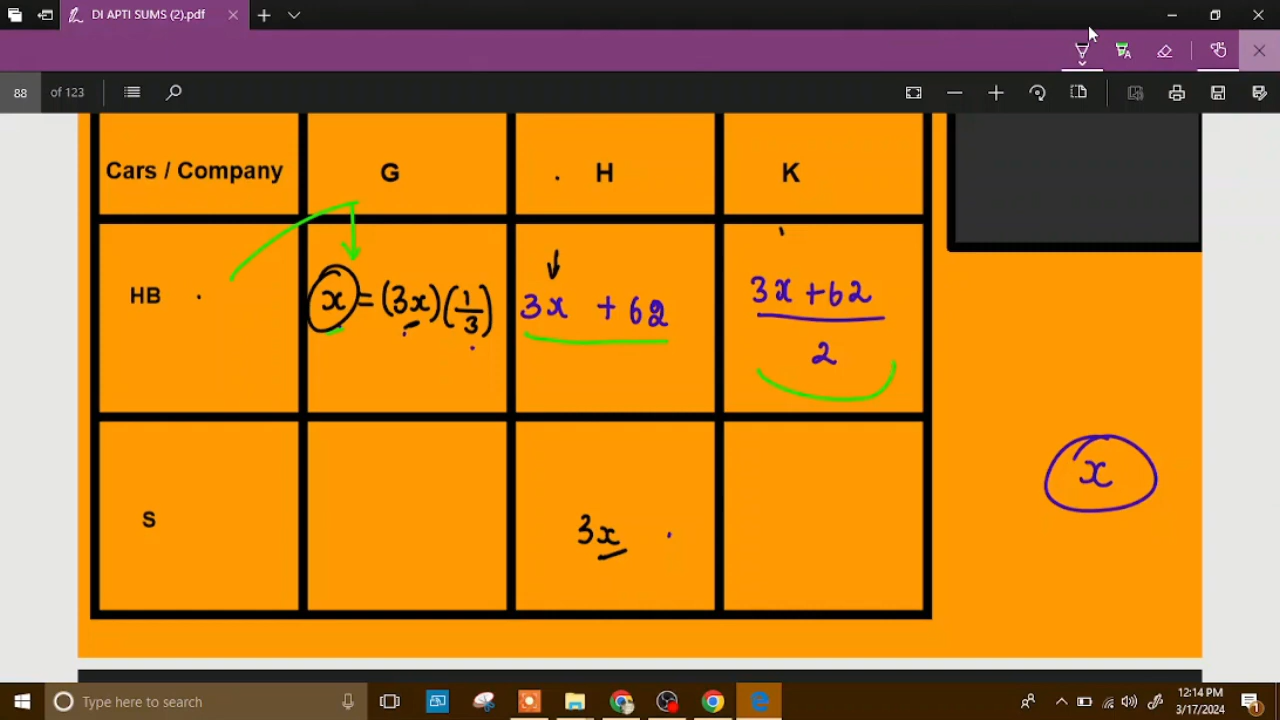 DI APTI SUMS (2).pdf
88 of 123
Cars / Company G H K
HB x = (3x)(1/3) 3x + 62 3x + 62 / 2
x
S 3x
Type here to search
12:14 PM
3/17/2024
1